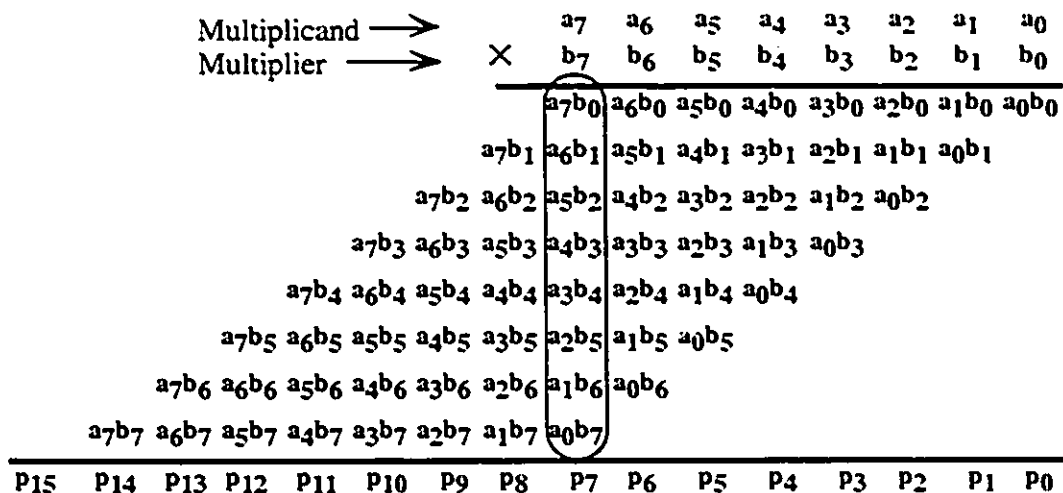 Multiplicand → a7 a6 a5 a4 a3 a2 a1 a0
Multiplier → × b7 b6 b5 b4 b3 b2 b1 b0
a7b0 a6b0 a5b0 a4b0 a3b0 a2b0 a1b0 a0b0
a7b1 a6b1 a5b1 a4b1 a3b1 a2b1 a1b1 a0b1
a7b2 a6b2 a5b2 a4b2 a3b2 a2b2 a1b2 a0b2
a7b3 a6b3 a5b3 a4b3 a3b3 a2b3 a1b3 a0b3
a7b4 a6b4 a5b4 a4b4 a3b4 a2b4 a1b4 a0b4
a7b5 a6b5 a5b5 a4b5 a3b5 a2b5 a1b5 a0b5
a7b6 a6b6 a5b6 a4b6 a3b6 a2b6 a1b6 a0b6
a7b7 a6b7 a5b7 a4b7 a3b7 a2b7 a1b7 a0b7
p15 p14 p13 p12 p11 p10 p9 p8 p7 p6 p5 p4 p3 p2 p1 p0